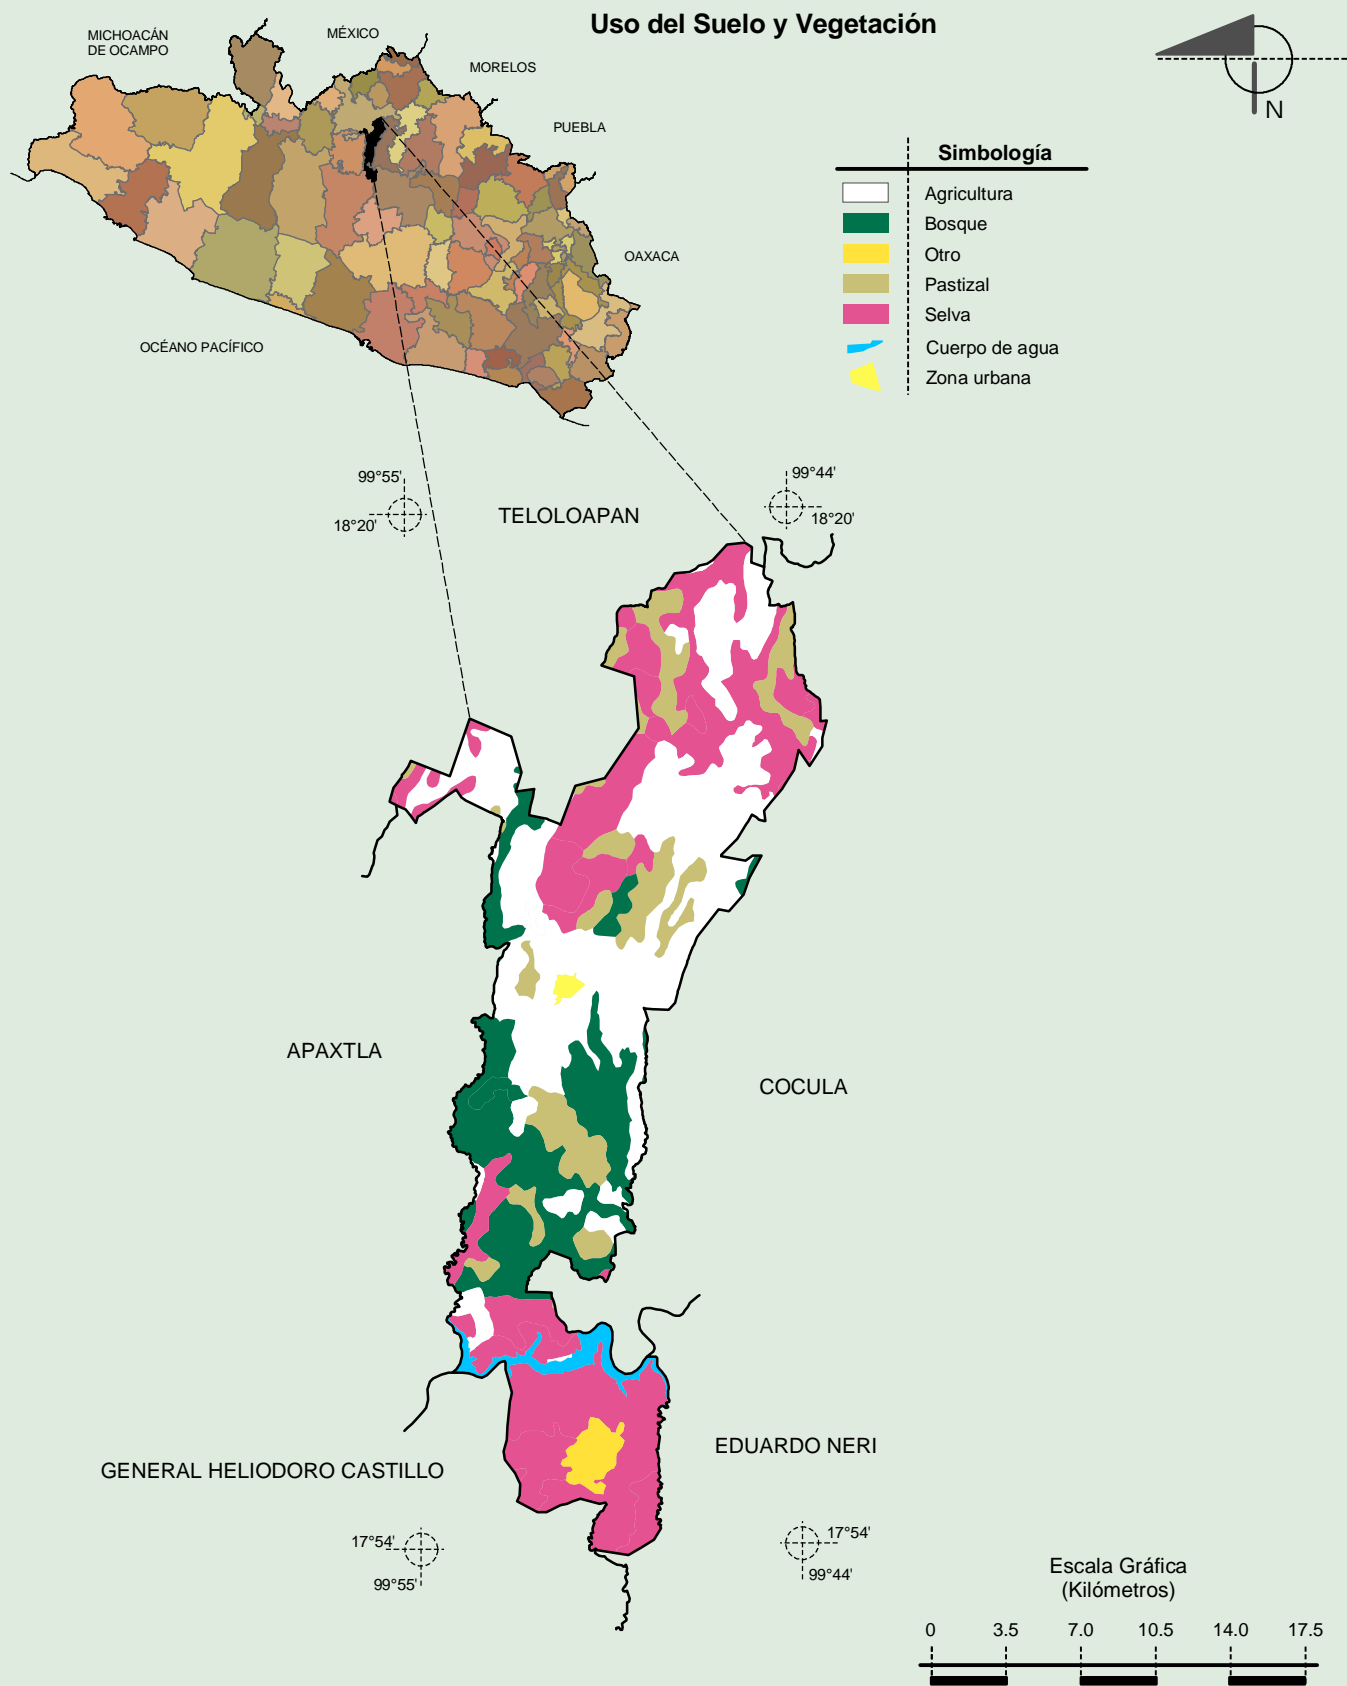 Uso del Suelo y Vegetación
MICHOACÁN
DE OCAMPO
MÉXICO
MORELOS
PUEBLA
OAXACA
OCÉANO PACÍFICO
N
Simbología
Agricultura
Bosque
Otro
Pastizal
Selva
Cuerpo de agua
Zona urbana
99°55'
18°20'
99°44'
18°20'
TELOLOAPAN
APAXTLA
COCULA
EDUARDO NERI
GENERAL HELIODORO CASTILLO
17°54'
99°55'
17°54'
99°44'
Escala Gráfica
(Kilómetros)
0 3.5 7.0 10.5 14.0 17.5